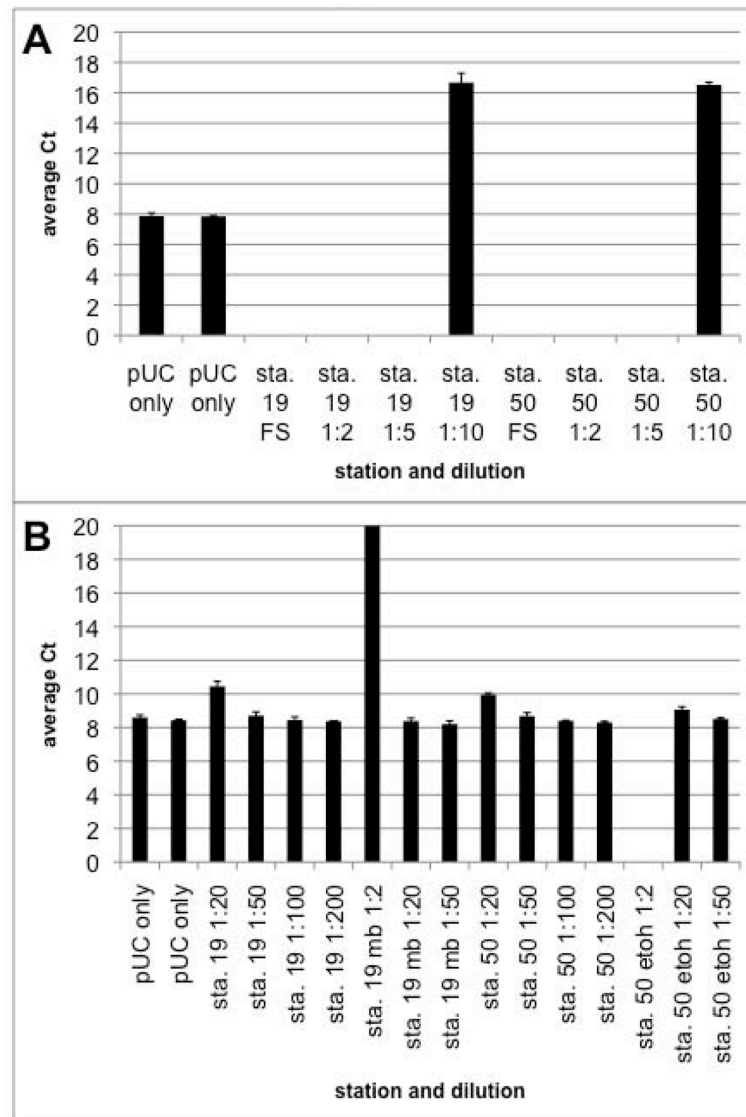 A
20
18
16
14
12
10
8
6
4
2
0
average Ct
pUC only
pUC only
sta. 19 FS
sta. 19 1:2
sta. 19 1:5
sta. 19 1:10
sta. 50 FS
sta. 50 1:2
sta. 50 1:5
sta. 50 1:10
station and dilution
B
20
18
16
14
12
10
8
6
4
2
0
average Ct
pUC only
pUC only
sta. 19 1:20
sta. 19 1:50
sta. 19 1:100
sta. 19 1:200
sta. 19 mb 1:2
sta. 19 mb 1:20
sta. 19 mb 1:50
sta. 50 1:20
sta. 50 1:50
sta. 50 1:100
sta. 50 1:200
sta. 50 etoh 1:2
sta. 50 etoh 1:20
sta. 50 etoh 1:50
station and dilution